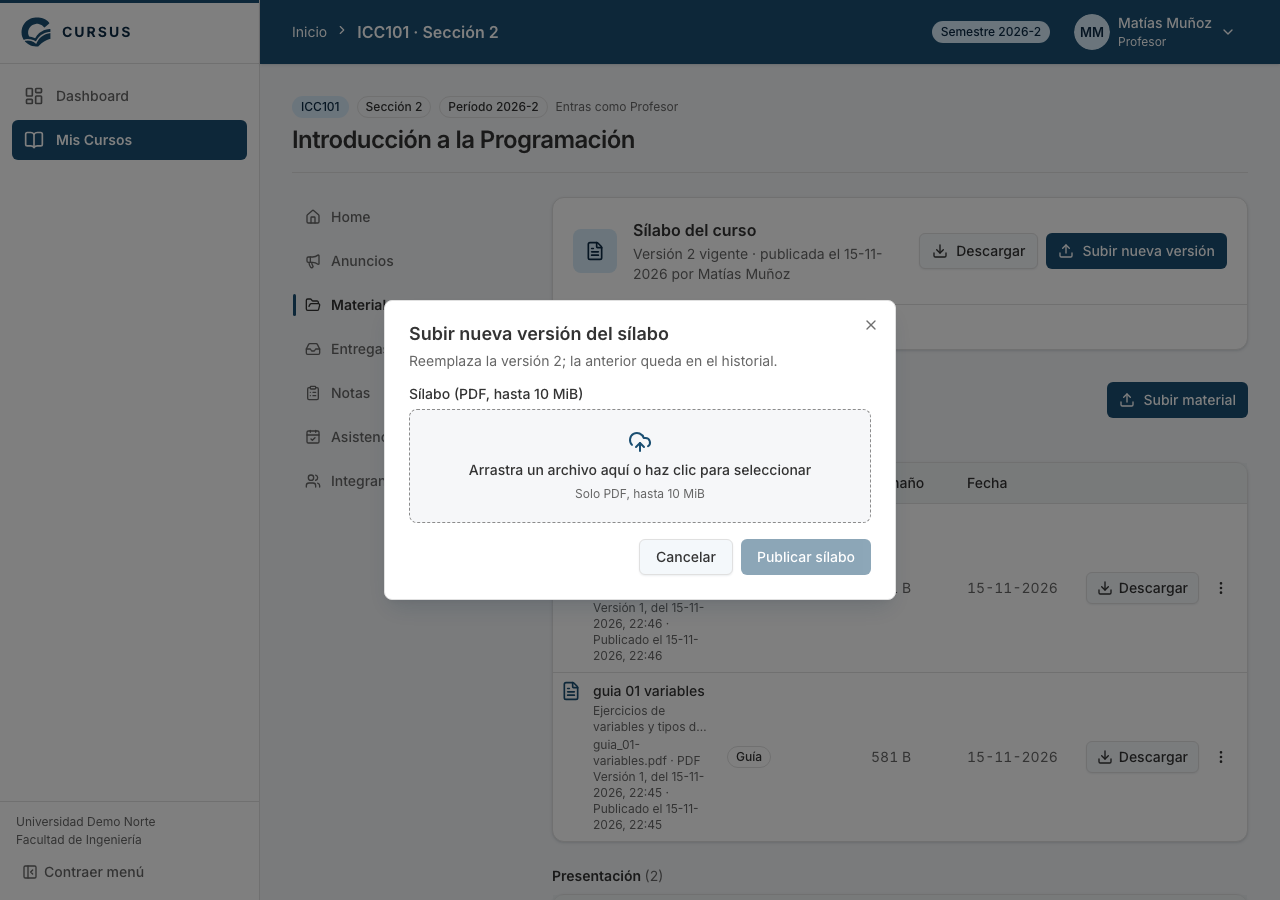 CURSUS
Inicio
ICC101 · Sección 2
Semestre 2026-2
MM
Matías Muñoz
Profesor
Dashboard
Mis Cursos
ICC101
Sección 2
Período 2026-2
Entras como Profesor
Introducción a la Programación
Home
Anuncios
Material
Entrega
Notas
Asisten
Integran
Sílabo del curso
Versión 2 vigente · publicada el 15-11-
2026 por Matías Muñoz
Descargar
Subir nueva versión
Subir material
Subir nueva versión del sílabo
Reemplaza la versión 2; la anterior queda en el historial.
Sílabo (PDF, hasta 10 MiB)
Arrastra un archivo aquí o haz clic para seleccionar
Solo PDF, hasta 10 MiB
Cancelar
Publicar sílabo
Fecha
B
15-11-2026
Descargar
Versión 1, del 15-11-
2026, 22:46 ·
Publicado el 15-11-
2026, 22:46
guia 01 variables
Ejercicios de
variables y tipos d...
guia_01-
variables.pdf · PDF
Versión 1, del 15-11-
2026, 22:45 ·
Publicado el 15-11-
2026, 22:45
Guía
581 B
15-11-2026
Descargar
Presentación (2)
Universidad Demo Norte
Facultad de Ingeniería
Contraer menú